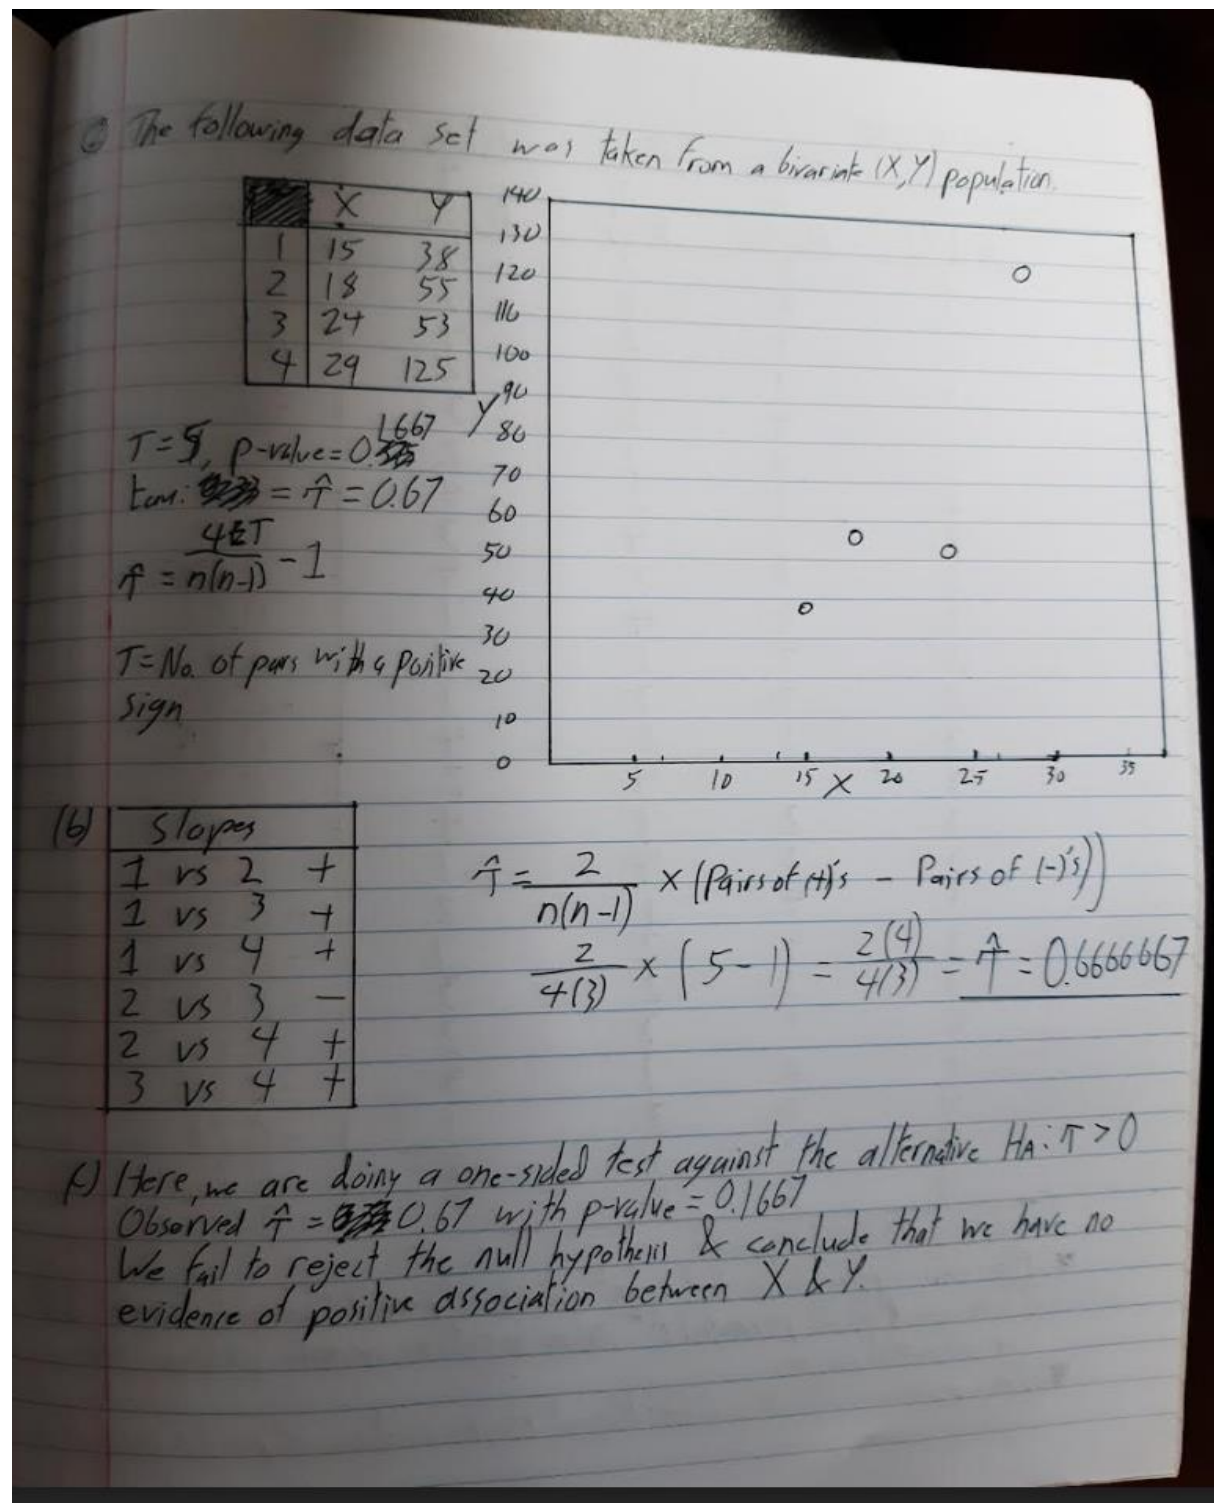 The following data set was taken from a bivariate (X,Y) population.
X Y
1 15 38
2 18 55
3 24 53
4 29 125
T=5, p-value=0.1667
= τ̂ = 0.67
τ̂ = 4T/n(n-1) - 1
T=No. of pairs with a positive
sign
140
130
120
110
100
90
Y
80
70
60
50
40
30
20
10
0
5 10 15 X 20 25 30 35
(b) Slopes
1 vs 2 +
1 vs 3 +
1 vs 4 +
2 vs 3 −
2 vs 4 +
3 vs 4 +
τ̂ = 2/n(n-1) × (Pairs of (+)'s − Pairs of (-)'s))
2/4(3) × (5-1) = 2(4)/4(3) = τ̂ = 0.6666667
Here, we are doing a one-sided test against the alternative HA: τ > 0
Observed τ̂ = 0.67 with p-value = 0.1667
We fail to reject the null hypothesis & conclude that we have no
evidence of positive association between X & Y.